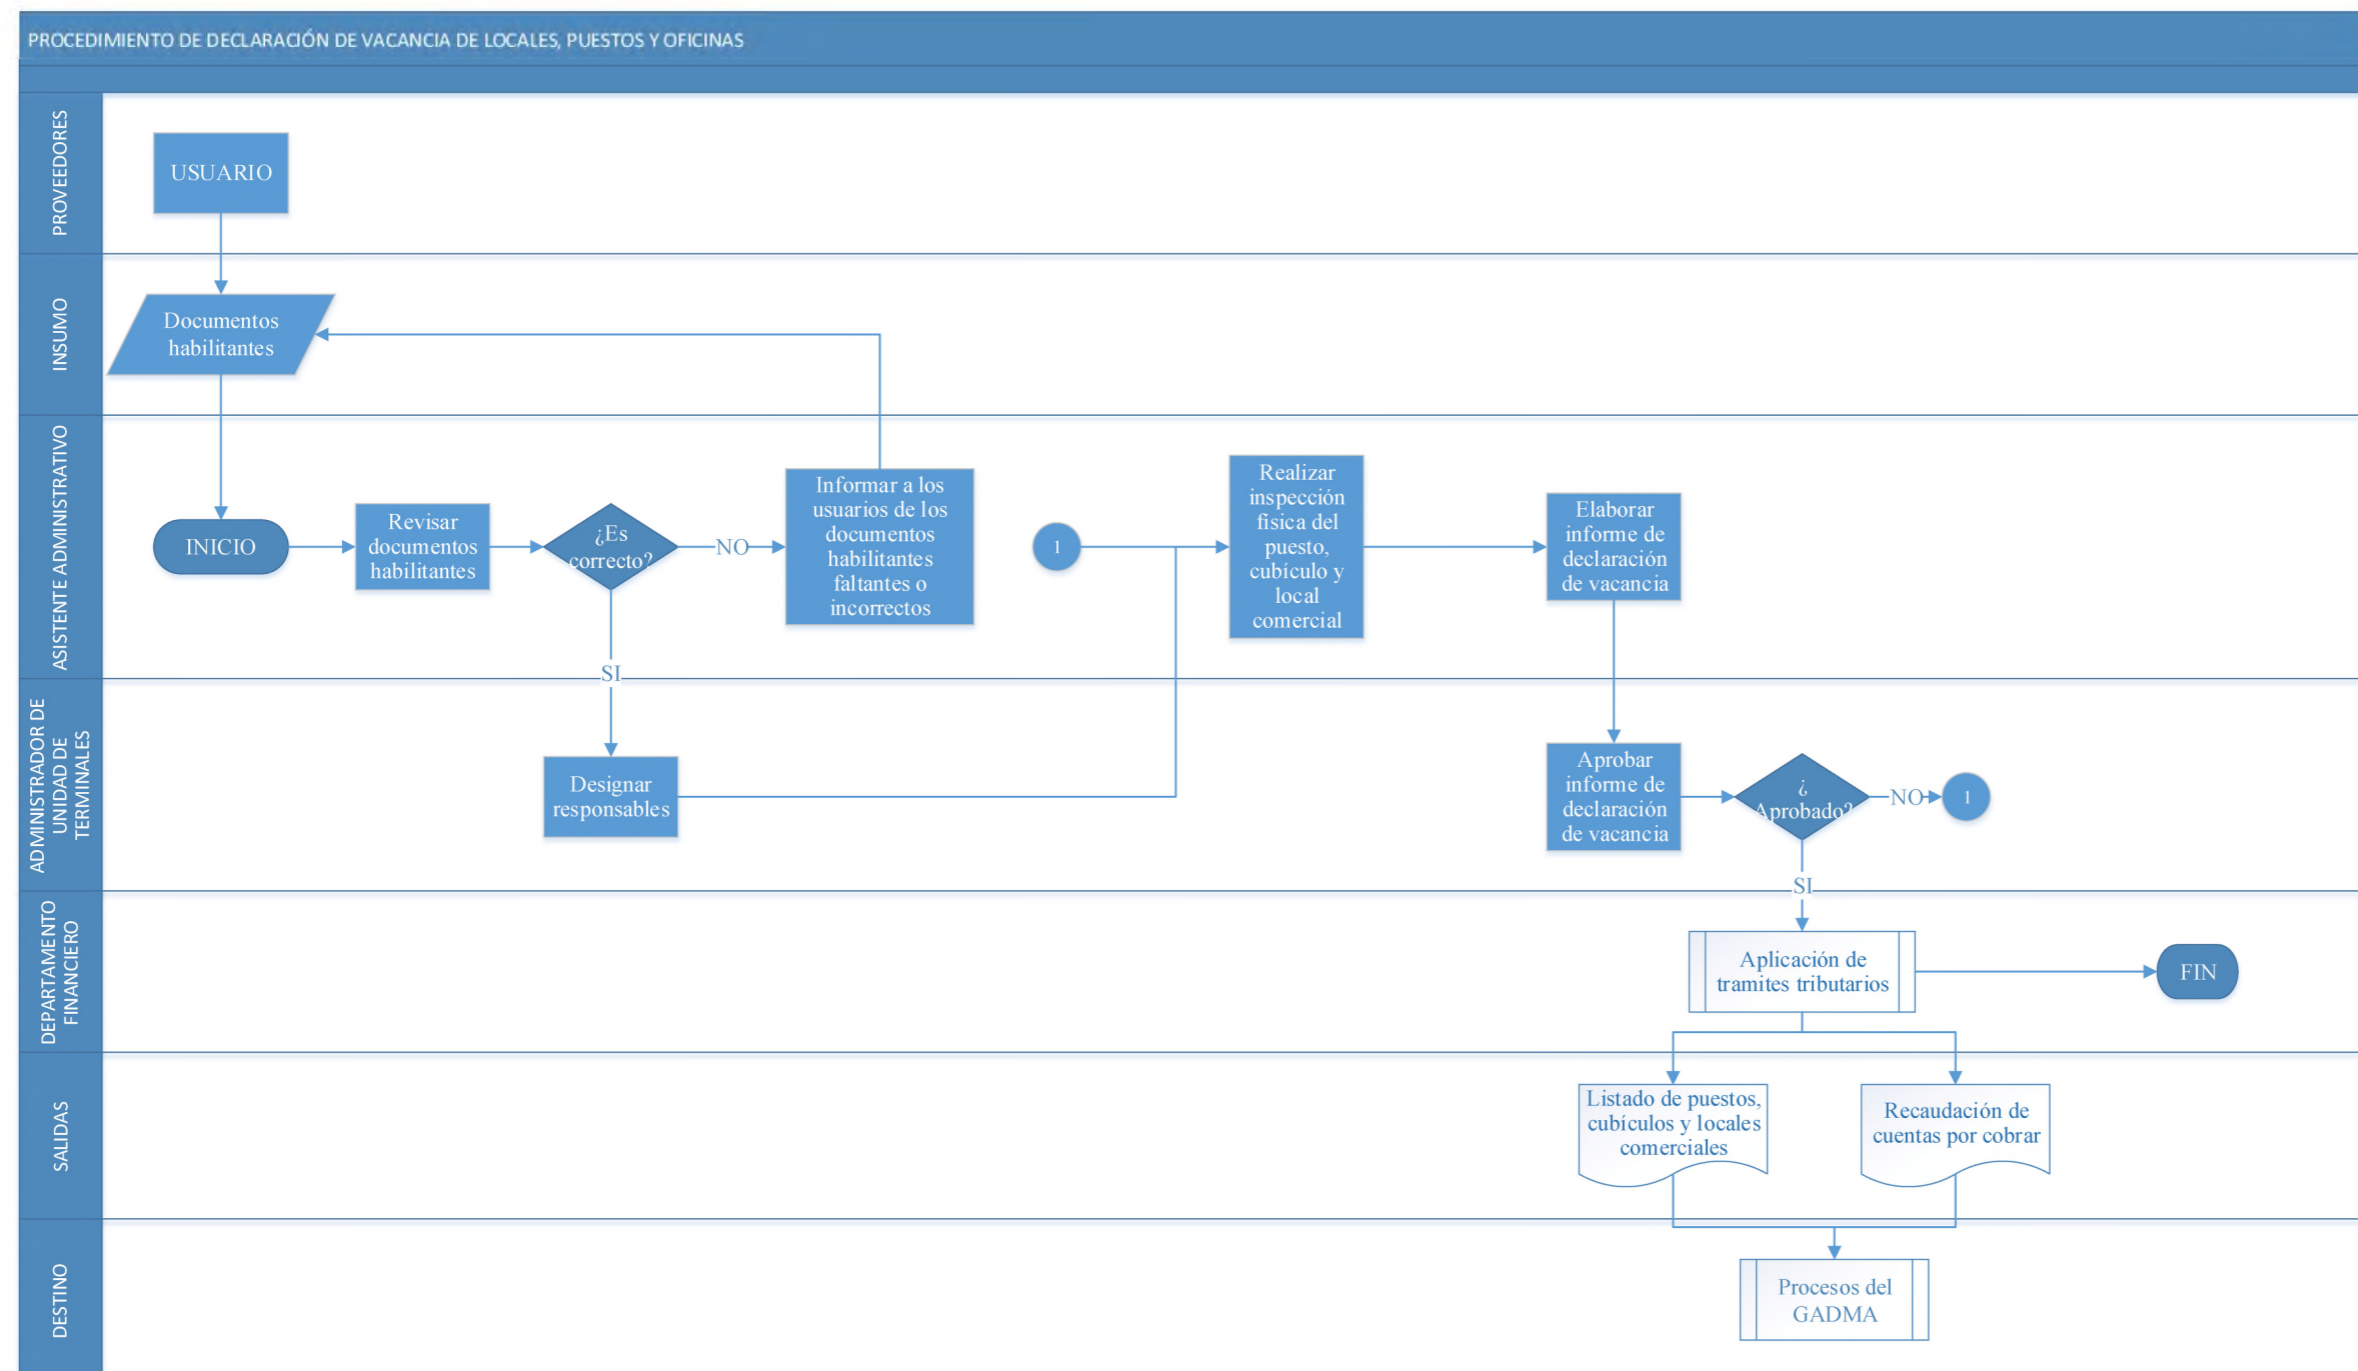 PROCEDIMIENTO DE DECLARACIÓN DE VACANCIA DE LOCALES, PUESTOS Y OFICINAS
PROVEEDORES
USUARIO
INSUMO
Documentos
habilitantes
ASISTENTE ADMINISTRATIVO
INICIO
Revisar
documentos
habilitantes
¿Es
correcto?
NO
Informar a los
usuarios de los
documentos
habilitantes
faltantes o
incorrectos
1
Realizar
inspección
física del
puesto,
cubículo y
local
comercial
Elaborar
informe de
declaración
de vacancia
SI
ADMINISTRADOR DE
UNIDAD DE
TERMINALES
Designar
responsables
Aprobar
informe de
declaración
de vacancia
¿
Aprobado?
NO
1
SI
DEPARTAMENTO
FINANCIERO
Aplicación de
tramites tributarios
FIN
SALIDAS
Listado de puestos,
cubículos y locales
comerciales
Recaudación de
cuentas por cobrar
DESTINO
Procesos del
GADMA